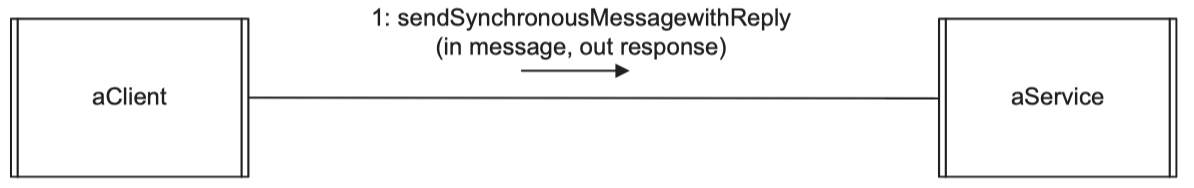 1: sendSynchronousMessagewithReply
(in message, out response)
aClient
aService